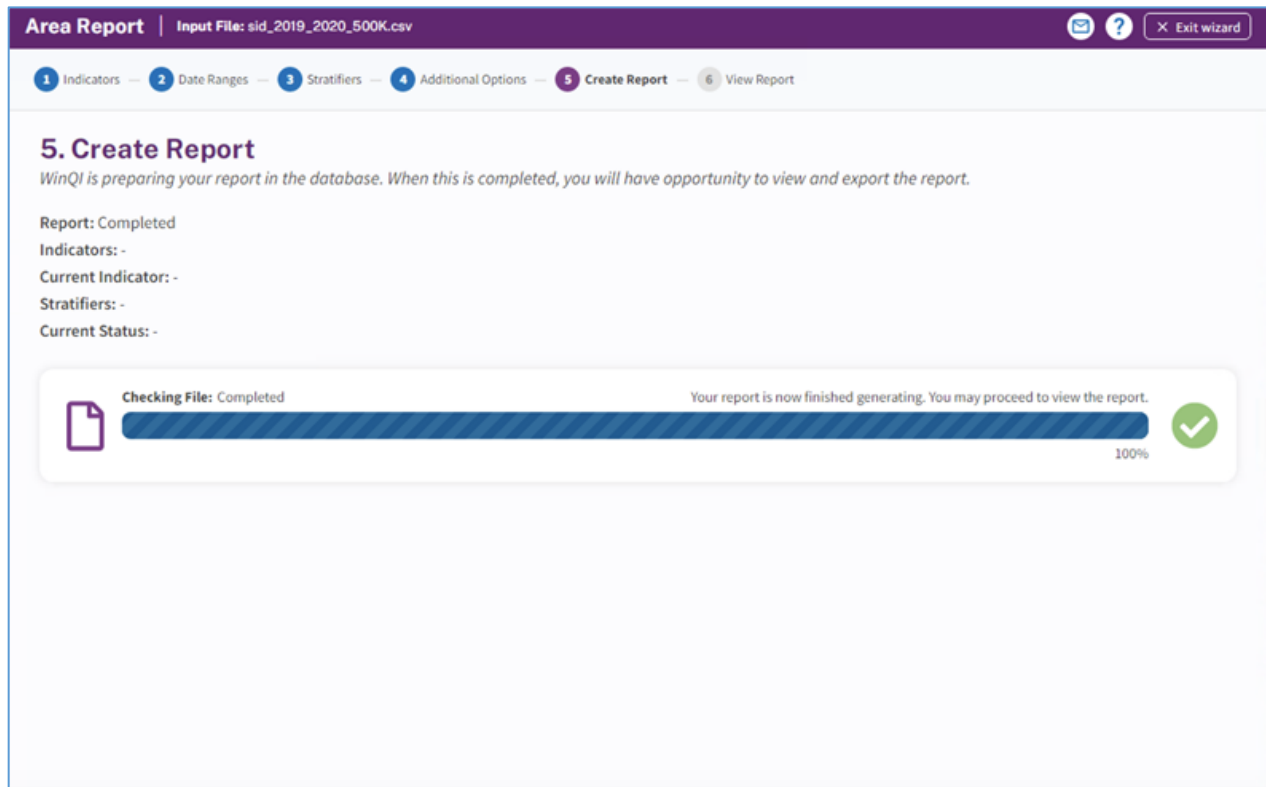 Area Report | Input File: sid_2019_2020_500K.csv ? × Exit wizard
1 Indicators — 2 Date Ranges — 3 Stratifiers — 4 Additional Options — 5 Create Report — 6 View Report
5. Create Report
WinQI is preparing your report in the database. When this is completed, you will have opportunity to view and export the report.
Report: Completed
Indicators: -
Current Indicator: -
Stratifiers: -
Current Status: -
Checking File: Completed Your report is now finished generating. You may proceed to view the report.
100%